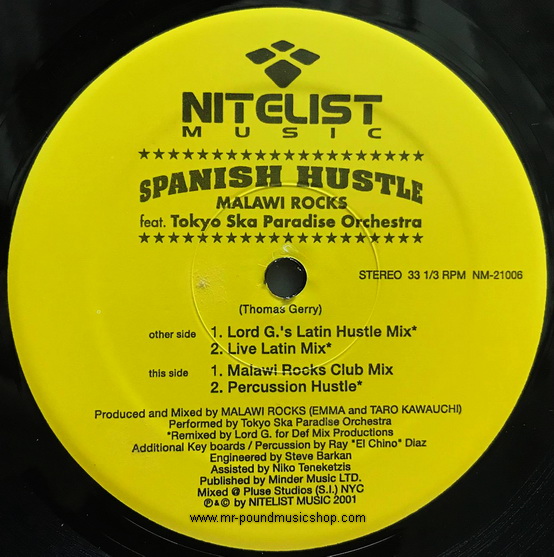 NITELIST
MUSIC
★★★★★★★★★★★★★★★★★★★★★★★★
SPANISH HUSTLE
MALAWI ROCKS
feat. Tokyo Ska Paradise Orchestra
★★★★★★★★★★★★★★★★★★★★★★★★
STEREO 33 1/3 RPM NM-21006
(Thomas Gerry)
other side 1. Lord G.'s Latin Hustle Mix*
2. Live Latin Mix*
this side 1. Malawi Rocks Club Mix
2. Percussion Hustle*
Produced and Mixed by MALAWI ROCKS (EMMA and TARO KAWAUCHI)
Performed by Tokyo Ska Paradise Orchestra
*Remixed by Lord G. for Def Mix Productions
Additional Key boards / Percussion by Ray "El Chino" Diaz
Engineered by Steve Barkan
Assisted by Niko Teneketzis
Published by Minder Music LTD.
Mixed @ Pluse Studios (S.I.) NYC
℗&© by NITELIST MUSIC 2001
www.mr-poundmusicshop.com